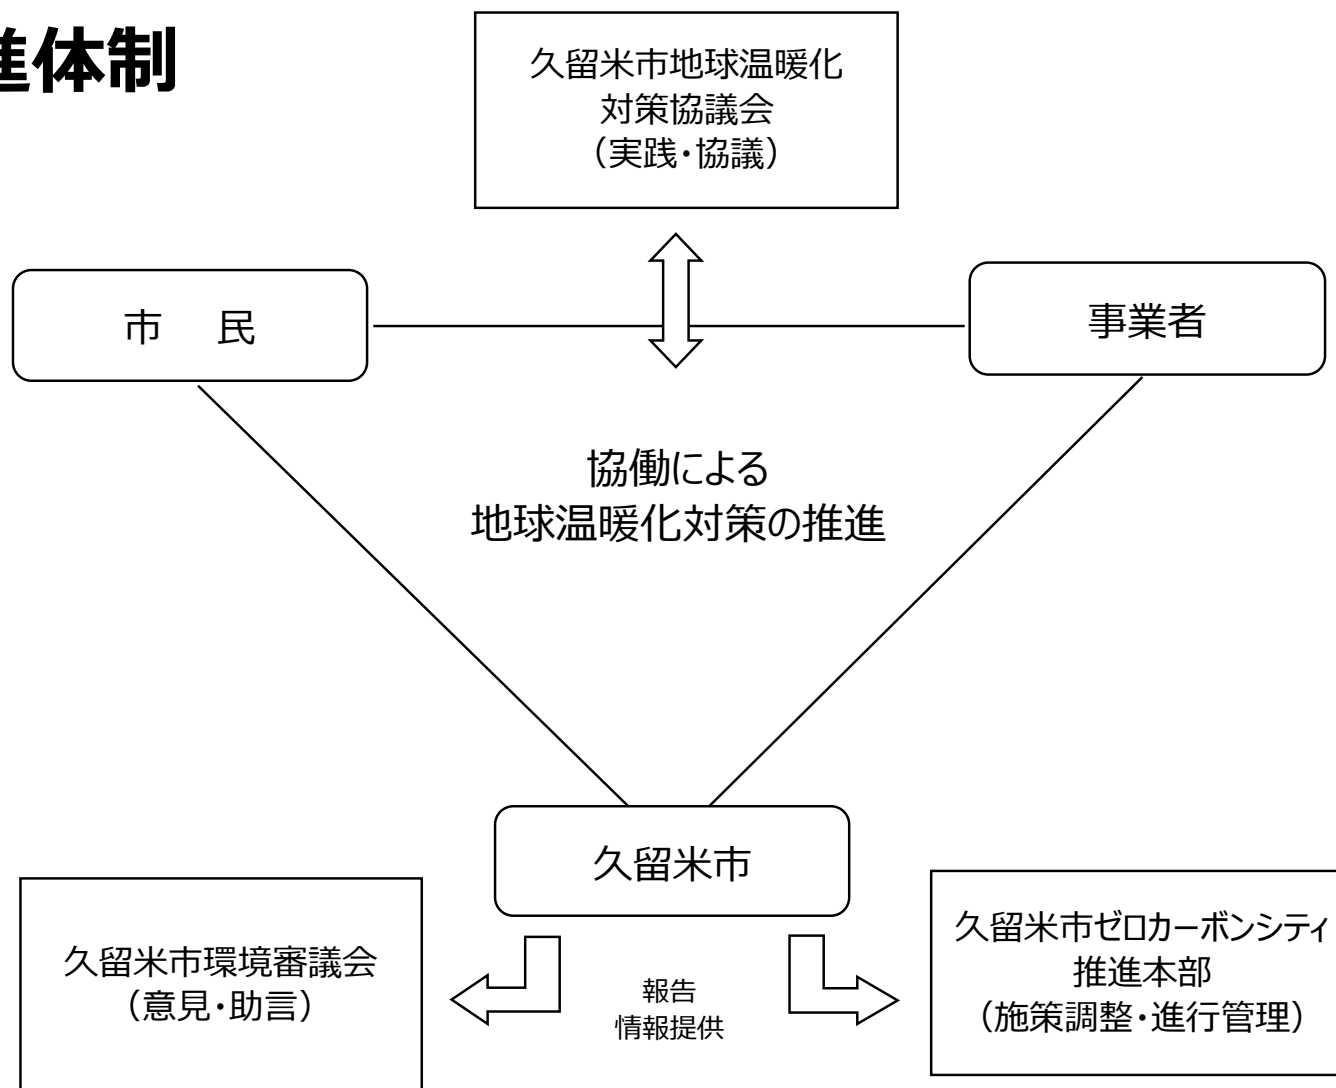 進体制
久留米市地球温暖化
対策協議会
（実践・協議）
市　民
事業者
協働による
地球温暖化対策の推進
久留米市
久留米市環境審議会
（意見・助言）
報告
情報提供
久留米市ゼロカーボンシティ
推進本部
（施策調整・進行管理）